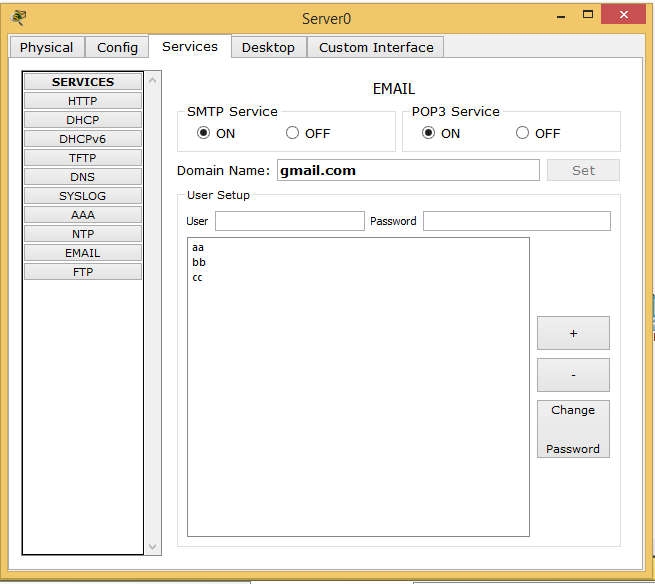 Server0
Physical Config Services Desktop Custom Interface
SERVICES
HTTP
DHCP
DHCPv6
TFTP
DNS
SYSLOG
AAA
NTP
EMAIL
FTP
EMAIL
SMTP Service POP3 Service
ON OFF ON OFF
Domain Name: gmail.com Set
User Setup
User Password
aa
bb
cc
+
-
Change
Password